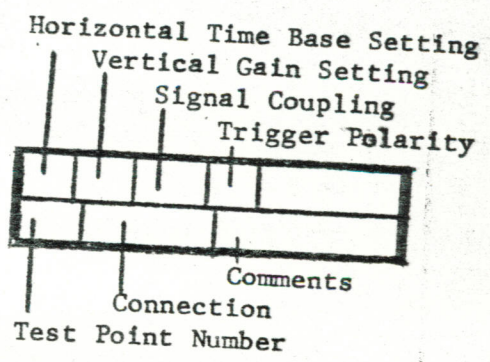 Horizontal Time Base Setting
Vertical Gain Setting
Signal Coupling
Trigger Polarity
Comments
Connection
Test Point Number